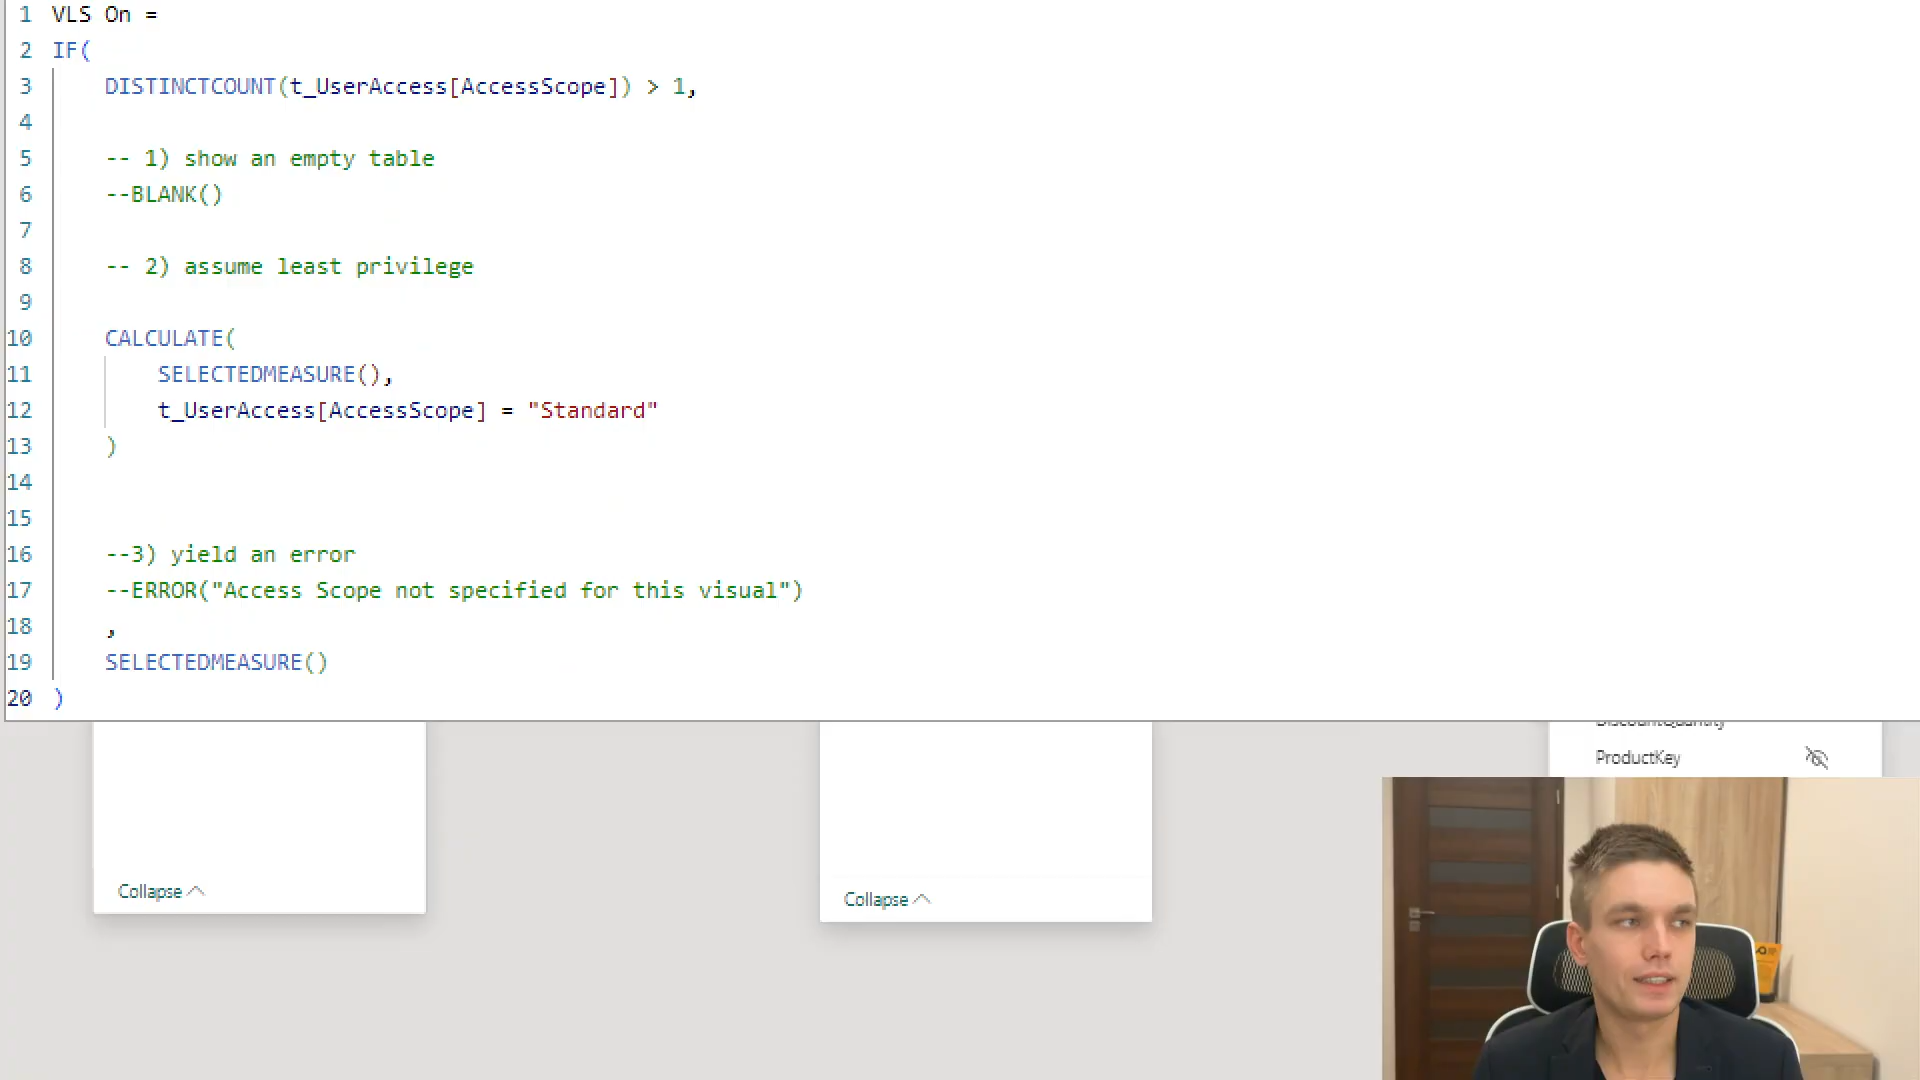 1 VLS On =
2 IF(
3 DISTINCTCOUNT(t_UserAccess[AccessScope]) > 1,
4
5 -- 1) show an empty table
6 --BLANK()
7
8 -- 2) assume least privilege
9
10 CALCULATE(
11 SELECTEDMEASURE(),
12 t_UserAccess[AccessScope] = "Standard"
13 )
14
15
16 --3) yield an error
17 --ERROR("Access Scope not specified for this visual")
18 ,
19 SELECTEDMEASURE()
20 )
DiscountQuantity
ProductKey
Collapse
Collapse